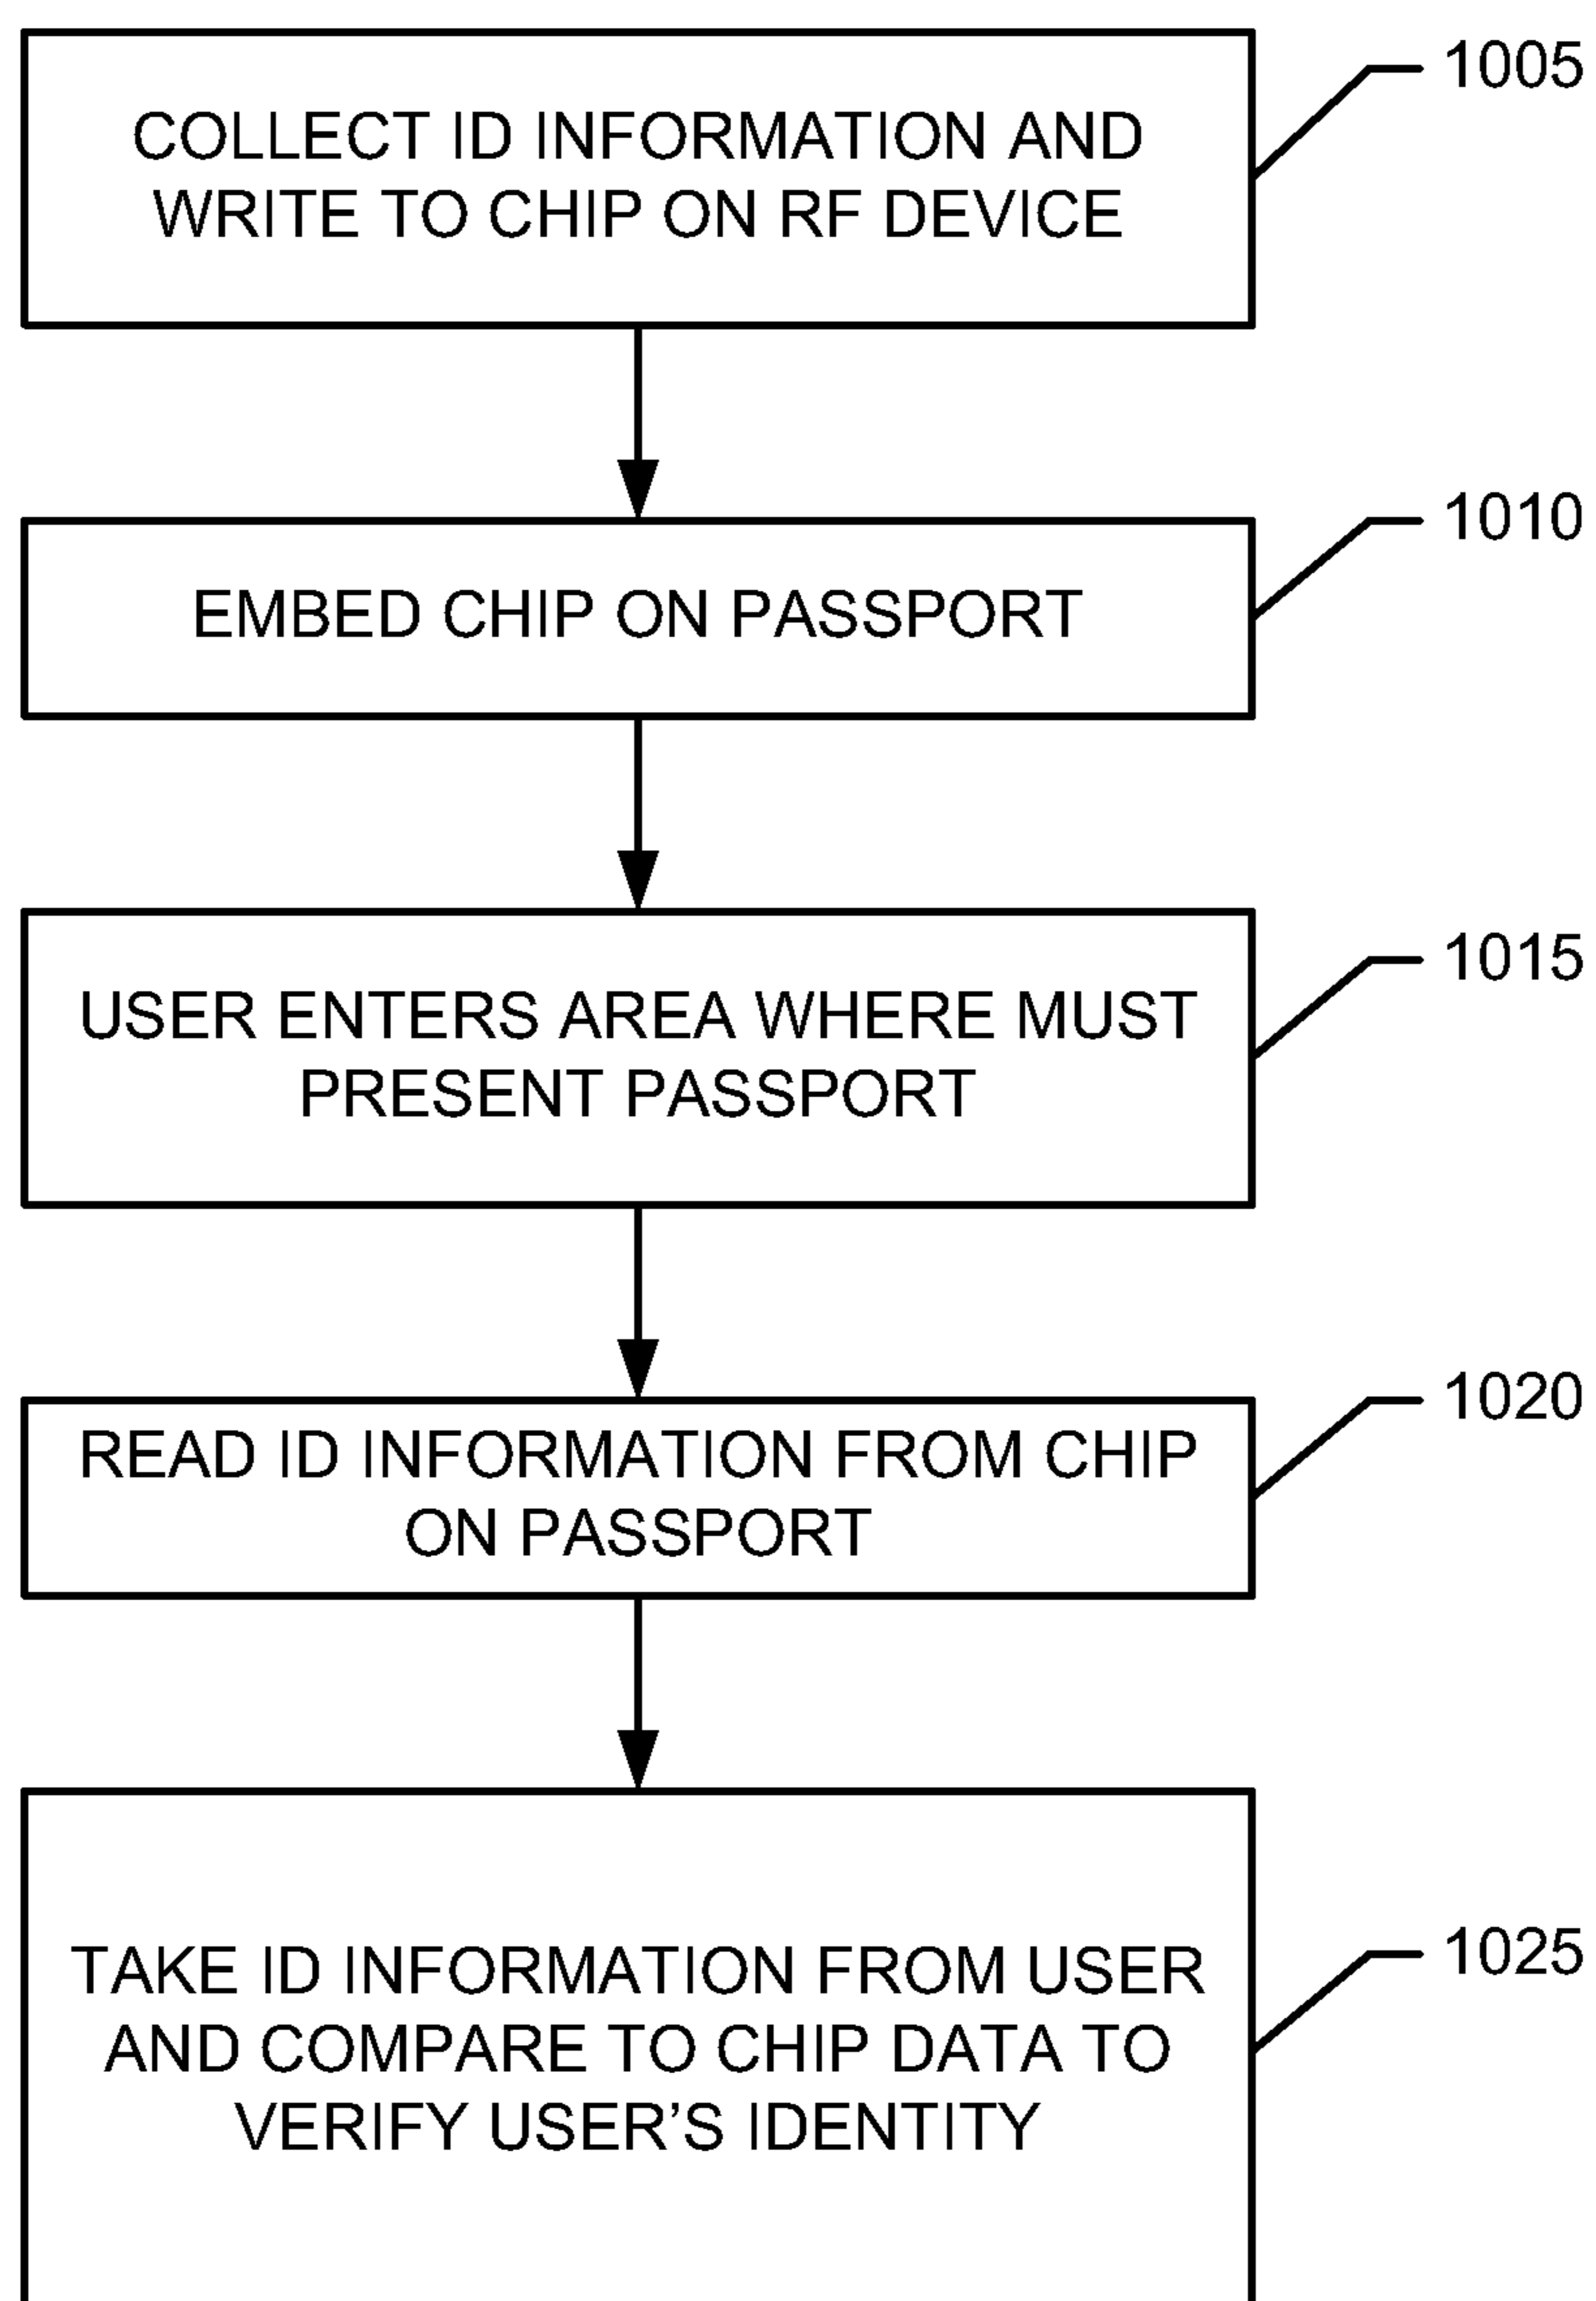 1005
COLLECT ID INFORMATION AND
WRITE TO CHIP ON RF DEVICE
1010
EMBED CHIP ON PASSPORT
1015
USER ENTERS AREA WHERE MUST
PRESENT PASSPORT
1020
READ ID INFORMATION FROM CHIP
ON PASSPORT
1025
TAKE ID INFORMATION FROM USER
AND COMPARE TO CHIP DATA TO
VERIFY USER’S IDENTITY